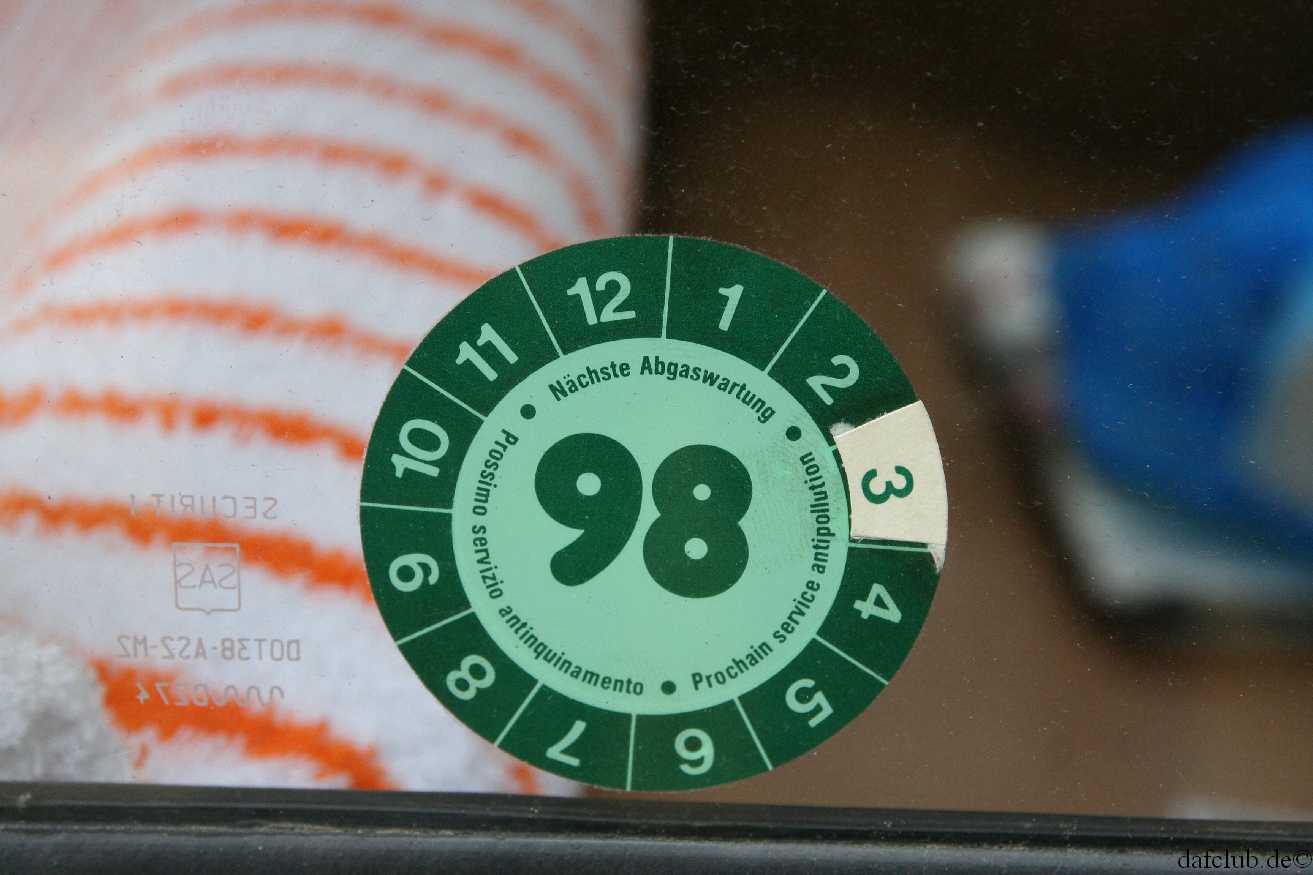 12
1
2
3
4
5
6
7
8
9
10
11
Nächste Abgaswartung
Prochain service antipollution
Prossimo servizio antinquinamento
98
SECURIT
SAS
DOT38-AS2-M2
dafclub.de©